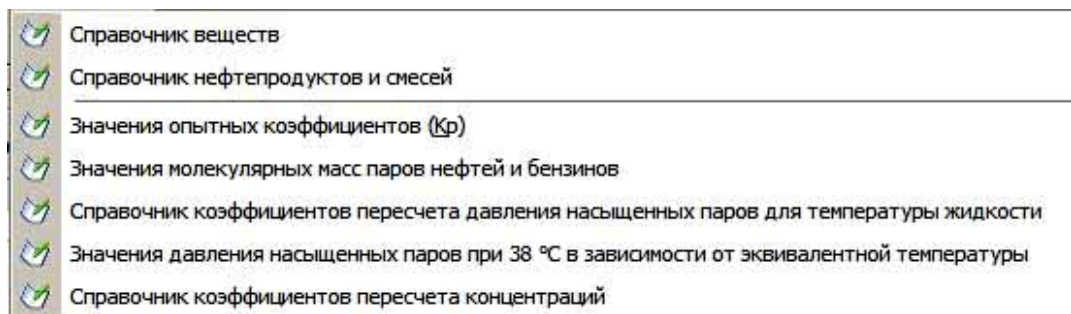 Справочник веществ
Справочник нефтепродуктов и смесей
Значения опытных коэффициентов (Кр)
Значения молекулярных масс паров нефтей и бензинов
Справочник коэффициентов пересчета давления насыщенных паров для температуры жидкости
Значения давления насыщенных паров при 38 °С в зависимости от эквивалентной температуры
Справочник коэффициентов пересчета концентраций